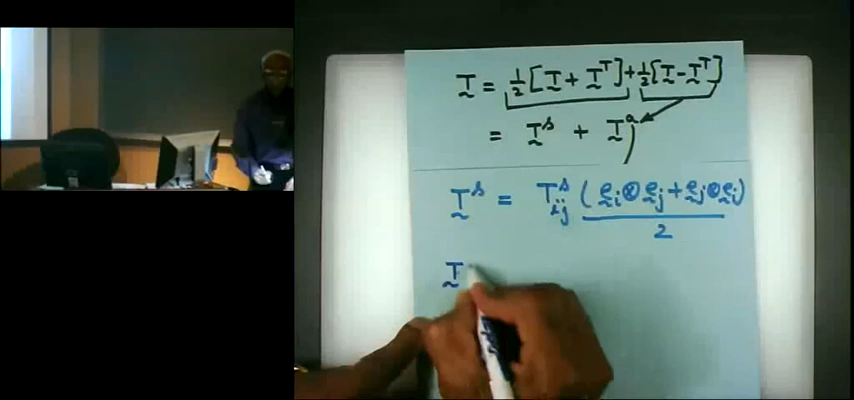 T = 1/2 [T + Tᵀ] + 1/2 [T - Tᵀ]
= Tˢ + Tᵃ
Tˢ = Tˢᵢⱼ (eᵢ ⊗ eⱼ + eⱼ ⊗ eᵢ) / 2
T